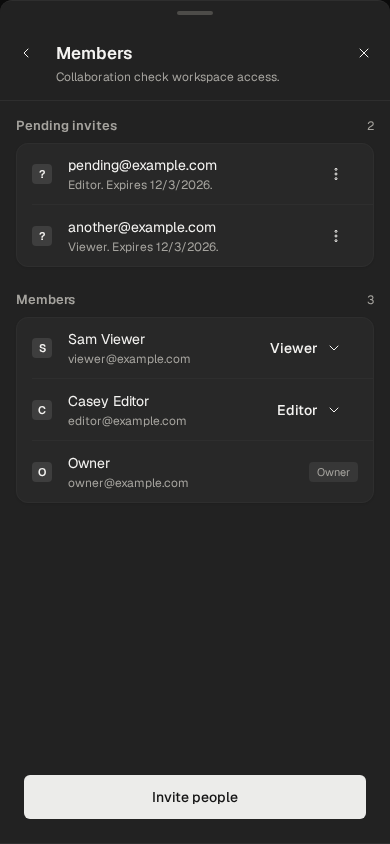 Members
Collaboration check workspace access.
Pending invites 2
? pending@example.com
Editor. Expires 12/3/2026.
? another@example.com
Viewer. Expires 12/3/2026.
Members 3
S Sam Viewer Viewer
viewer@example.com
C Casey Editor Editor
editor@example.com
O Owner Owner
owner@example.com
Invite people